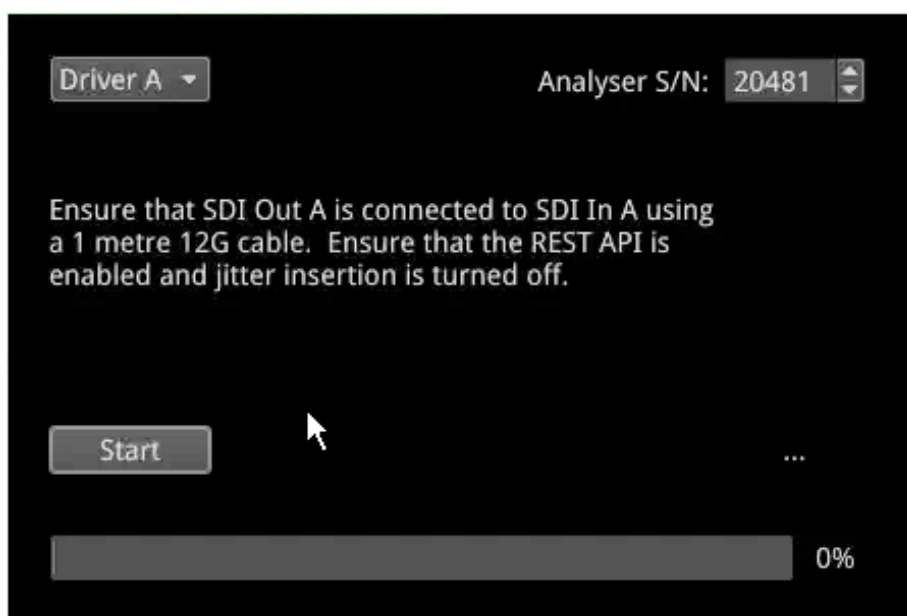 Driver A
Analyser S/N: 20481
Ensure that SDI Out A is connected to SDI In A using
a 1 metre 12G cable.  Ensure that the REST API is
enabled and jitter insertion is turned off.
Start
...
0%